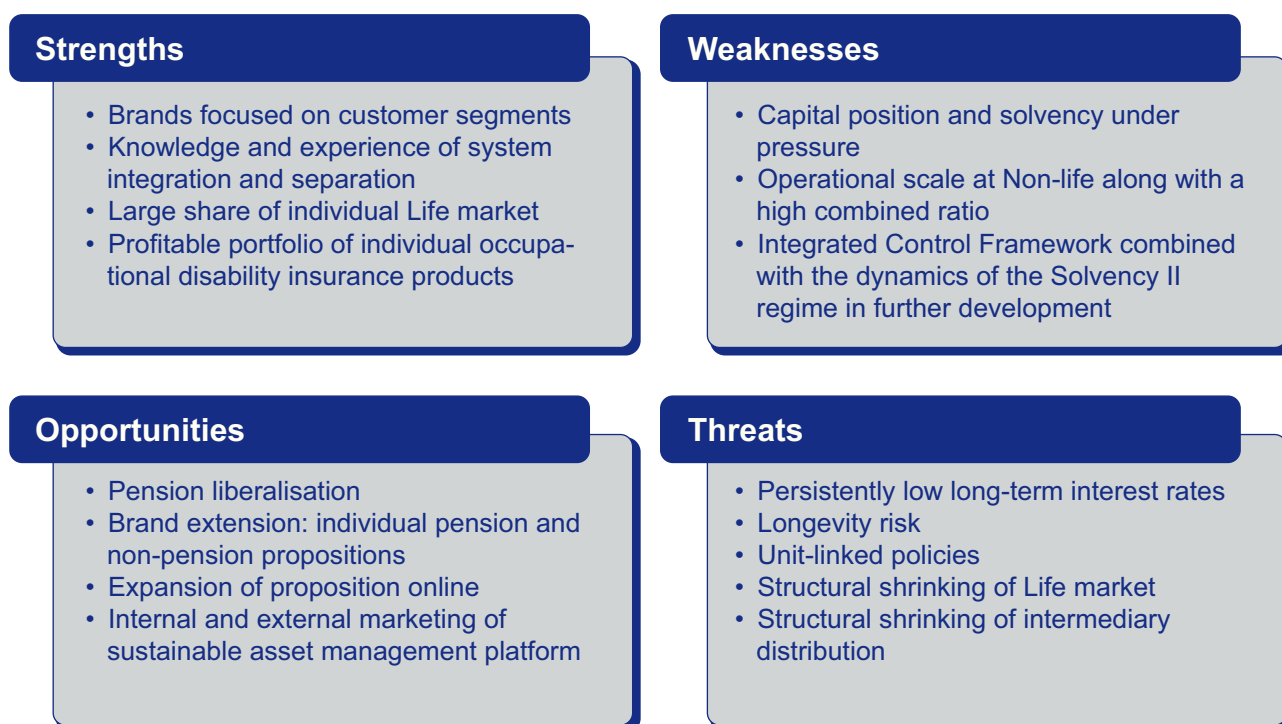 Strengths
• Brands focused on customer segments
• Knowledge and experience of system
integration and separation
• Large share of individual Life market
• Profitable portfolio of individual occupa-
tional disability insurance products
Weaknesses
• Capital position and solvency under
pressure
• Operational scale at Non-life along with a
high combined ratio
• Integrated Control Framework combined
with the dynamics of the Solvency II
regime in further development
Opportunities
• Pension liberalisation
• Brand extension: individual pension and
non-pension propositions
• Expansion of proposition online
• Internal and external marketing of
sustainable asset management platform
Threats
• Persistently low long-term interest rates
• Longevity risk
• Unit-linked policies
• Structural shrinking of Life market
• Structural shrinking of intermediary
distribution